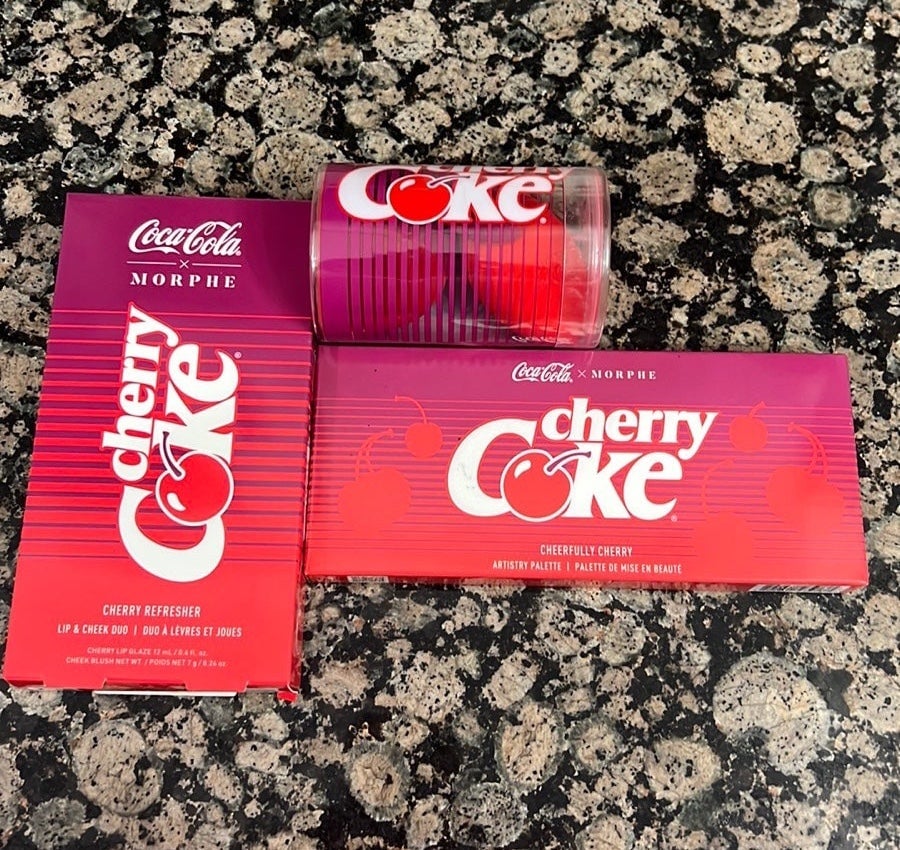 Coca-Cola
×
MORPHE
cherry
Coke
CHERRY REFRESHER
LIP & CHEEK DUO | DUO À LÈVRES ET JOUES
CHERRY LIP GLAZE 12 mL / 0.4 fl. oz.
CHEEK BLUSH NET WT / POIDS NET 7 g / 0.24 oz
cherry
Coke
Coca-Cola × MORPHE
cherry
Coke
CHEERFULLY CHERRY
ARTISTRY PALETTE | PALETTE DE MISE EN BEAUTÉ